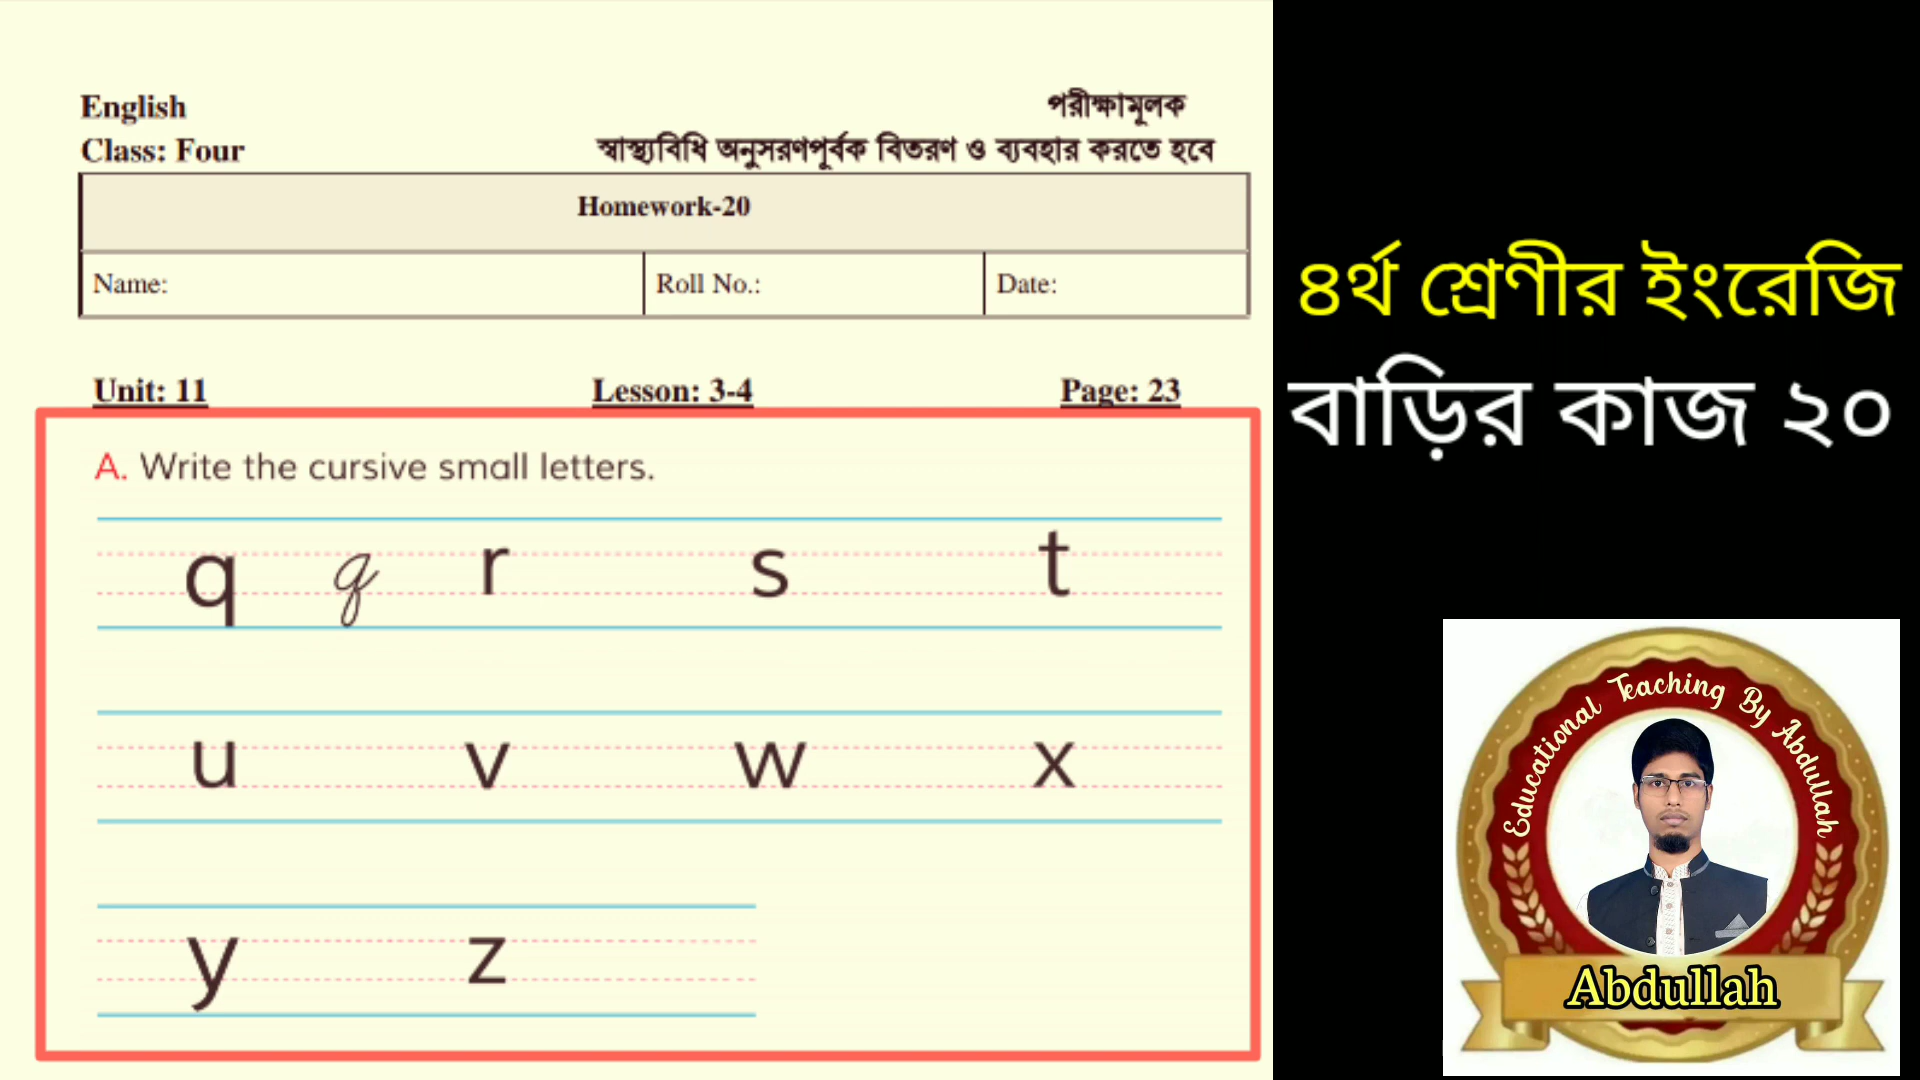 English
পরীক্ষামূলক
Class: Four
স্বাস্থ্যবিধি অনুসরণপূর্বক বিতরণ ও ব্যবহার করতে হবে
Homework-20
Name:
Roll No.:
Date:
Unit: 11
Lesson: 3-4
Page: 23
A. Write the cursive small letters.
q q r s t
u v w x
y z
৪র্থ শ্রেণীর ইংরেজি
বাড়ির কাজ ২০
Educational Teaching By Abdullah
Abdullah